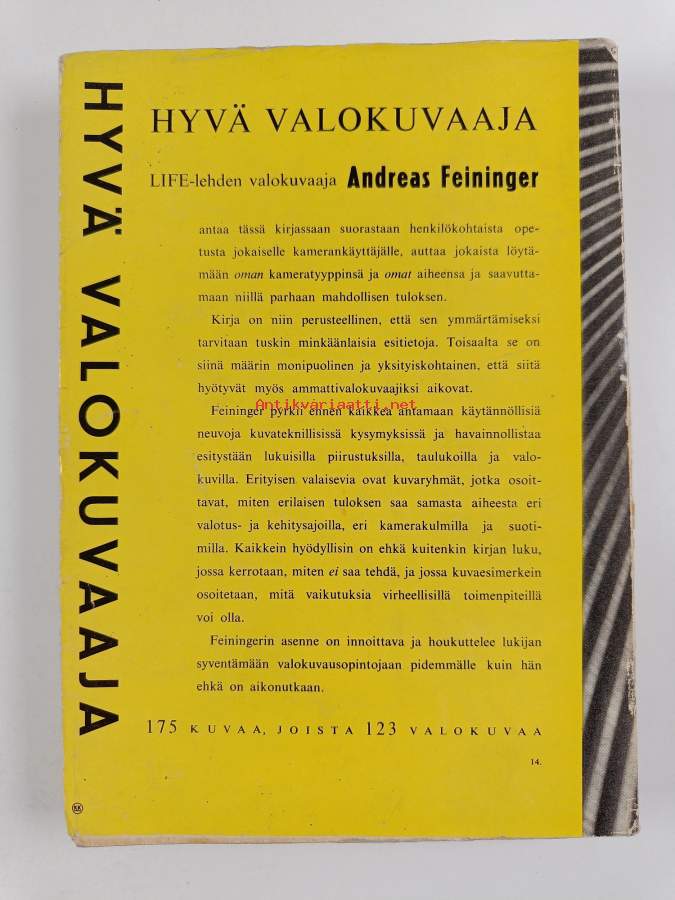 HYVÄ VALOKUVAAJA
HYVÄ VALOKUVAAJA
LIFE-lehden valokuvaaja Andreas Feininger
antaa tässä kirjassaan suorastaan henkilökohtaista ope-
tusta jokaiselle kamerankäyttäjälle, auttaa jokaista löytä-
mään oman kameratyyppinsä ja omat aiheensa ja saavutta-
maan niillä parhaan mahdollisen tuloksen.
Kirja on niin perusteellinen, että sen ymmärtämiseksi
tarvitaan tuskin minkäänlaisia esitietoja. Toisaalta se on
siinä määrin monipuolinen ja yksityiskohtainen, että siitä
hyötyvät myös ammattivalokuvaajiksi aikovat.
Antikvariaatti.net
Feininger pyrkii ennen kaikkea antamaan käytännöllisiä
neuvoja kuvateknillisissä kysymyksissä ja havainnollistaa
esitystään lukuisilla piirustuksilla, taulukoilla ja valo-
kuvilla. Erityisen valaisevia ovat kuvaryhmät, jotka osoit-
tavat, miten erilaisen tuloksen saa samasta aiheesta eri
valotus- ja kehitysajoilla, eri kamerakulmilla ja suoti-
milla. Kaikkein hyödyllisin on ehkä kuitenkin kirjan luku,
jossa kerrotaan, miten ei saa tehdä, ja jossa kuvaesimerkein
osoitetaan, mitä vaikutuksia virheellisillä toimenpiteillä
voi olla.
Feiningerin asenne on innoittava ja houkuttelee lukijan
syventämään valokuvausopintojaan pidemmälle kuin hän
ehkä on aikonutkaan.
175 KUVAA, JOISTA 123 VALOKUVAA
14.
KK